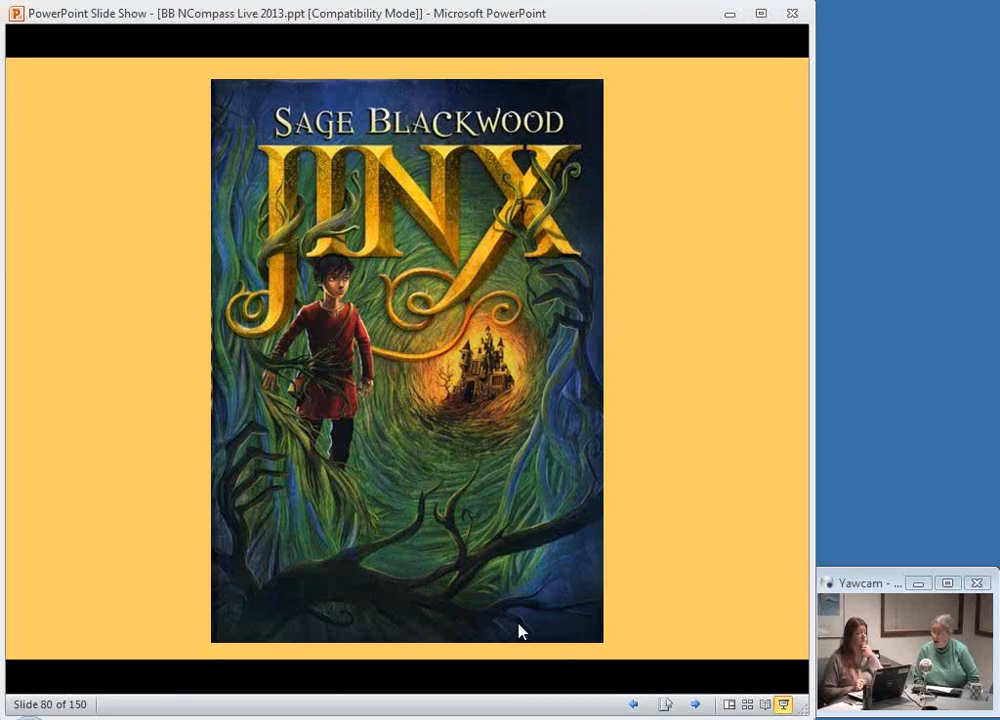 PowerPoint Slide Show - [BB NCompass Live 2013.ppt [Compatibility Mode]] - Microsoft PowerPoint
SAGE BLACKWOOD
JINX
Yawcam - ...
Slide 80 of 150